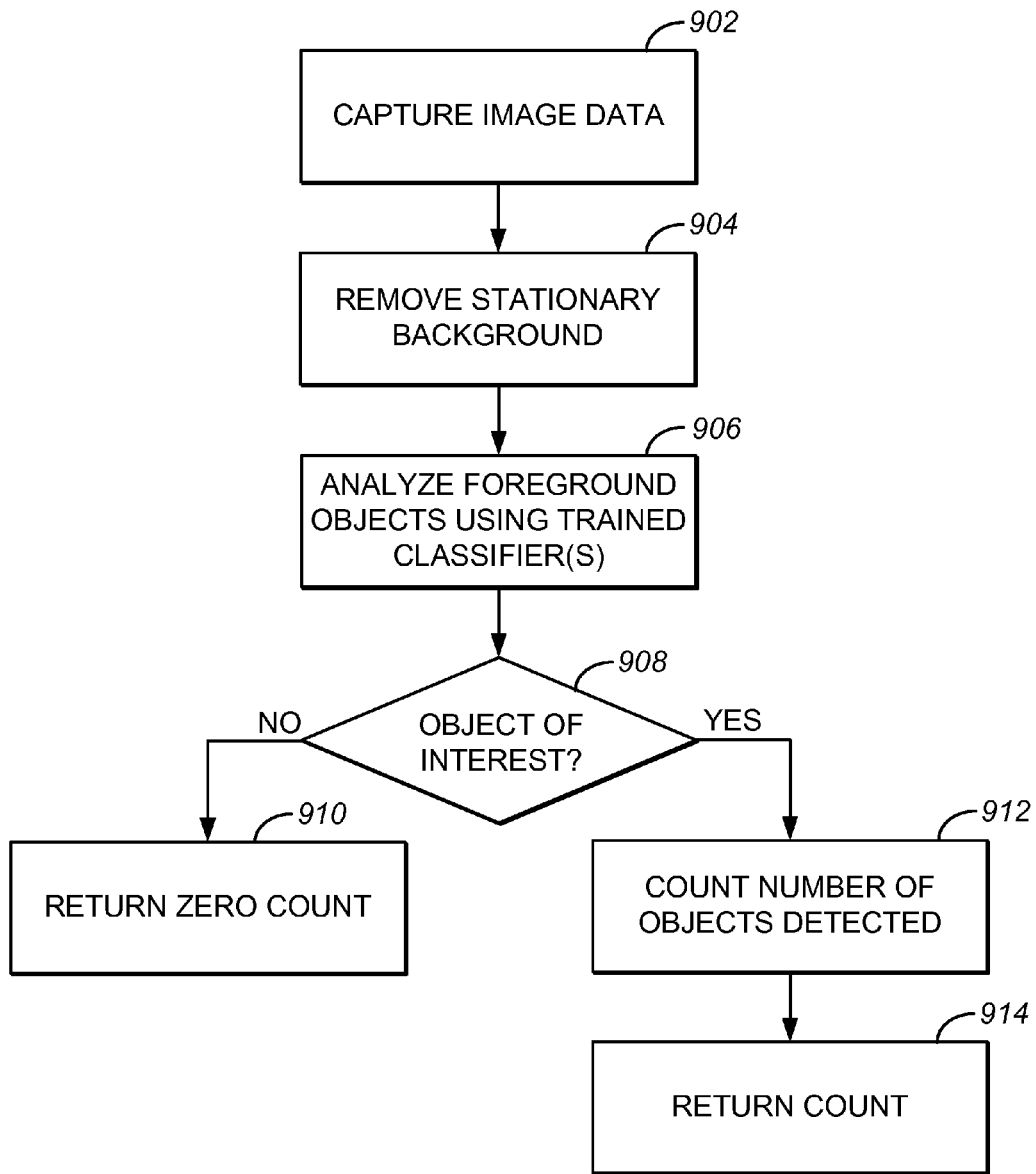 902
CAPTURE IMAGE DATA
904
REMOVE STATIONARY
BACKGROUND
906
ANALYZE FOREGROUND
OBJECTS USING TRAINED
CLASSIFIER(S)
908
NO
OBJECT OF
INTEREST?
YES
910
RETURN ZERO COUNT
912
COUNT NUMBER OF
OBJECTS DETECTED
914
RETURN COUNT